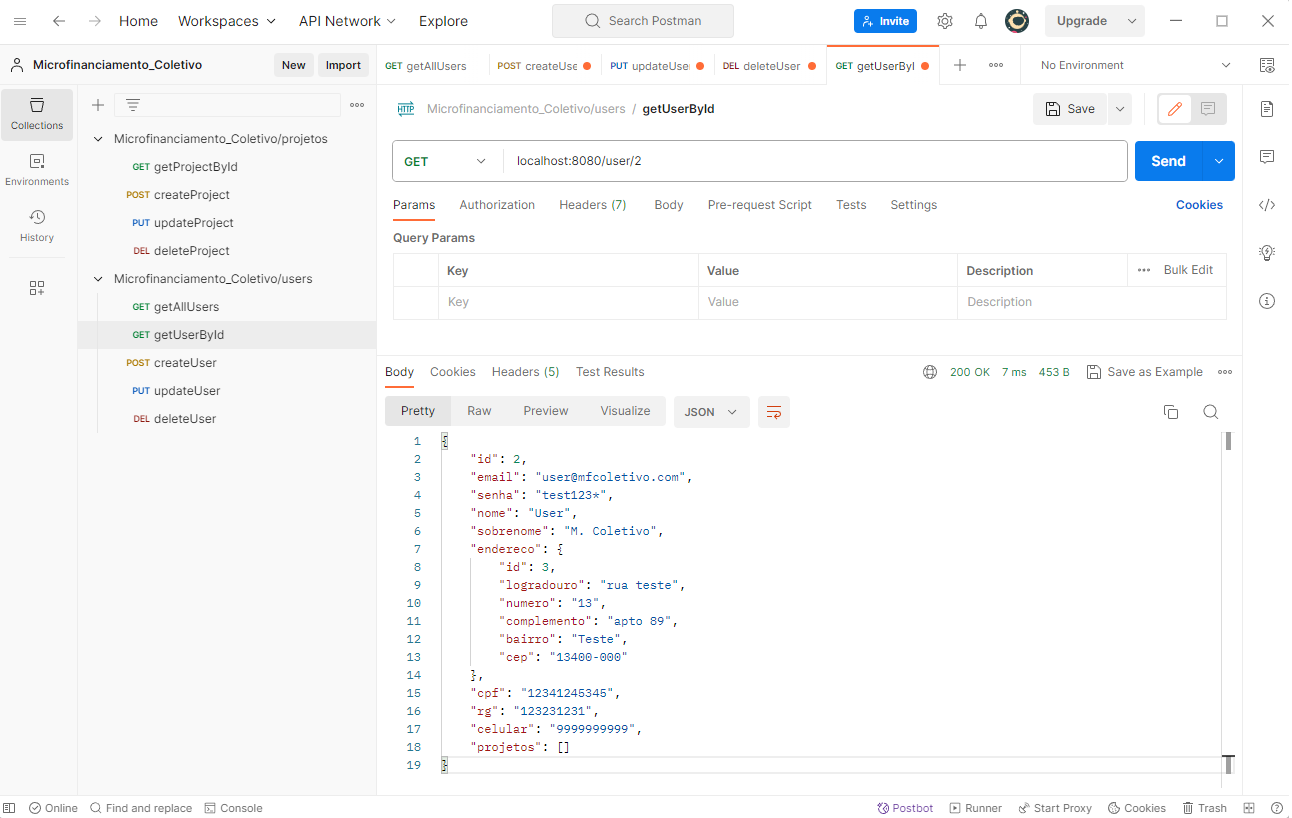 Home Workspaces API Network Explore Search Postman Invite Upgrade
Microfinanciamento_Coletivo New Import
GET getAllUsers POST createUse PUT updateUse DEL deleteUser GET getUserByI No Environment
Collections
Environments
History
Microfinanciamento_Coletivo/projetos
GET getProjectById
POST createProject
PUT updateProject
DEL deleteProject
Microfinanciamento_Coletivo/users
GET getAllUsers
GET getUserById
POST createUser
PUT updateUser
DEL deleteUser
HTTP Microfinanciamento_Coletivo/users / getUserById Save
GET localhost:8080/user/2 Send
Params Authorization Headers (7) Body Pre-request Script Tests Settings Cookies
Query Params
Key Value Description Bulk Edit
Key Value Description
Body Cookies Headers (5) Test Results 200 OK 7 ms 453 B Save as Example
Pretty Raw Preview Visualize JSON
1 {
2 "id": 2,
3 "email": "user@mfcoletivo.com",
4 "senha": "test123*",
5 "nome": "User",
6 "sobrenome": "M. Coletivo",
7 "endereco": {
8 "id": 3,
9 "logradouro": "rua teste",
10 "numero": "13",
11 "complemento": "apto 89",
12 "bairro": "Teste",
13 "cep": "13400-000"
14 },
15 "cpf": "12341245345",
16 "rg": "123231231",
17 "celular": "9999999999",
18 "projetos": []
19 }
Online Find and replace Console Postbot Runner Start Proxy Cookies Trash